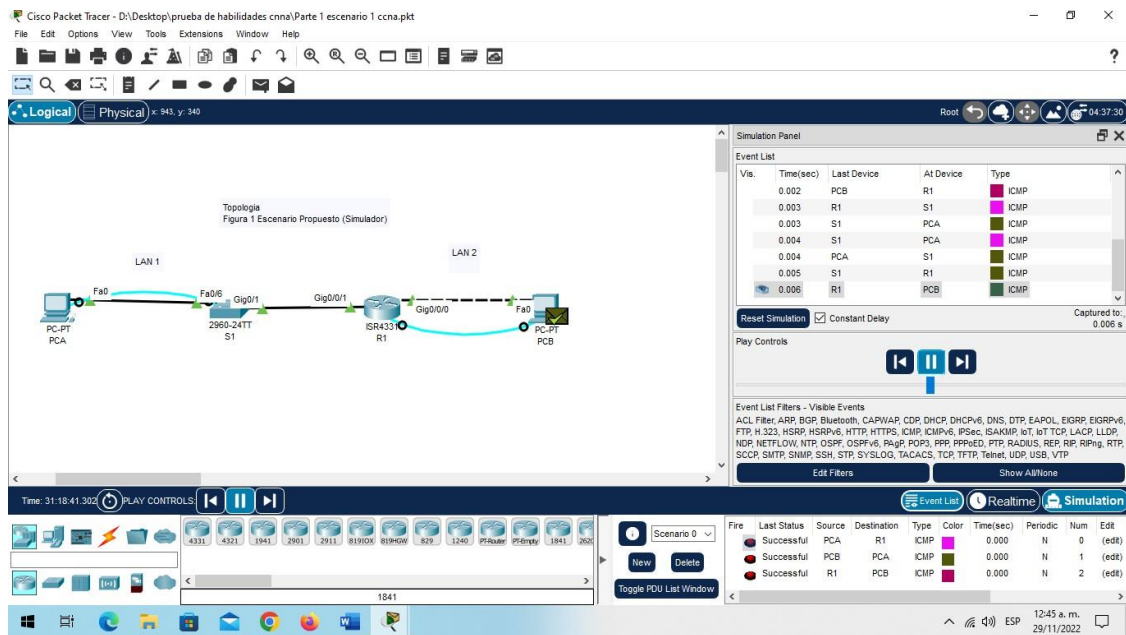 Cisco Packet Tracer - D:\Desktop\prueba de habilidades cnna\Parte 1 escenario 1 ccna.pkt
File Edit Options View Tools Extensions Window Help
?
Logical Physical x: 943, y: 340 Root 04:37:30
Simulation Panel
Event List
Vis. Time(sec) Last Device At Device Type
0.002 PCB R1 ICMP
0.003 R1 S1 ICMP
0.003 S1 PCA ICMP
0.004 S1 PCA ICMP
0.004 PCA S1 ICMP
0.005 S1 R1 ICMP
0.006 R1 PCB ICMP
Reset Simulation Constant Delay Captured to:
0.006 s
Play Controls
Event List Filters - Visible Events
ACL Filter, ARP, BGP, Bluetooth, CAPWAP, CDP, DHCP, DHCPv6, DNS, DTP, EAPOL, EIGRP, EIGRPv6,
FTP, H.323, HSRP, HSRPv6, HTTP, HTTPS, ICMP, ICMPv6, IPSec, ISAKMP, IoT, IoT TCP, LACP, LLDP,
NDP, NETFLOW, NTP, OSPF, OSPFv6, PAgP, POP3, PPP, PPPoED, PTP, RADIUS, REP, RIP, RIPng, RTP,
SCCP, SMTP, SNMP, SSH, STP, SYSLOG, TACACS, TCP, TFTP, Telnet, UDP, USB, VTP
Edit Filters Show All/None
Topologia
Figura 1 Escenario Propuesto (Simulador)
LAN 1
LAN 2
Fa0 Fa0/6 Gig0/1 Gig0/0/1 Gig0/0/0 Fa0
PC-PT
PCA
2960-24TT
S1
ISR4331
R1
PC-PT
PCB
Time: 31:18:41.302 PLAY CONTROLS: Event List Realtime Simulation
4331 4321 1941 2901 2911 819IOX 819HGW 829 1240 PT-Router PT-Empty 1841 2620
1841
Scenario 0
New Delete
Toggle PDU List Window
Fire Last Status Source Destination Type Color Time(sec) Periodic Num Edit
Successful PCA R1 ICMP 0.000 N 0 (edit)
Successful PCB PCA ICMP 0.000 N 1 (edit)
Successful R1 PCB ICMP 0.000 N 2 (edit)
ESP 12:45 a. m.
29/11/2022